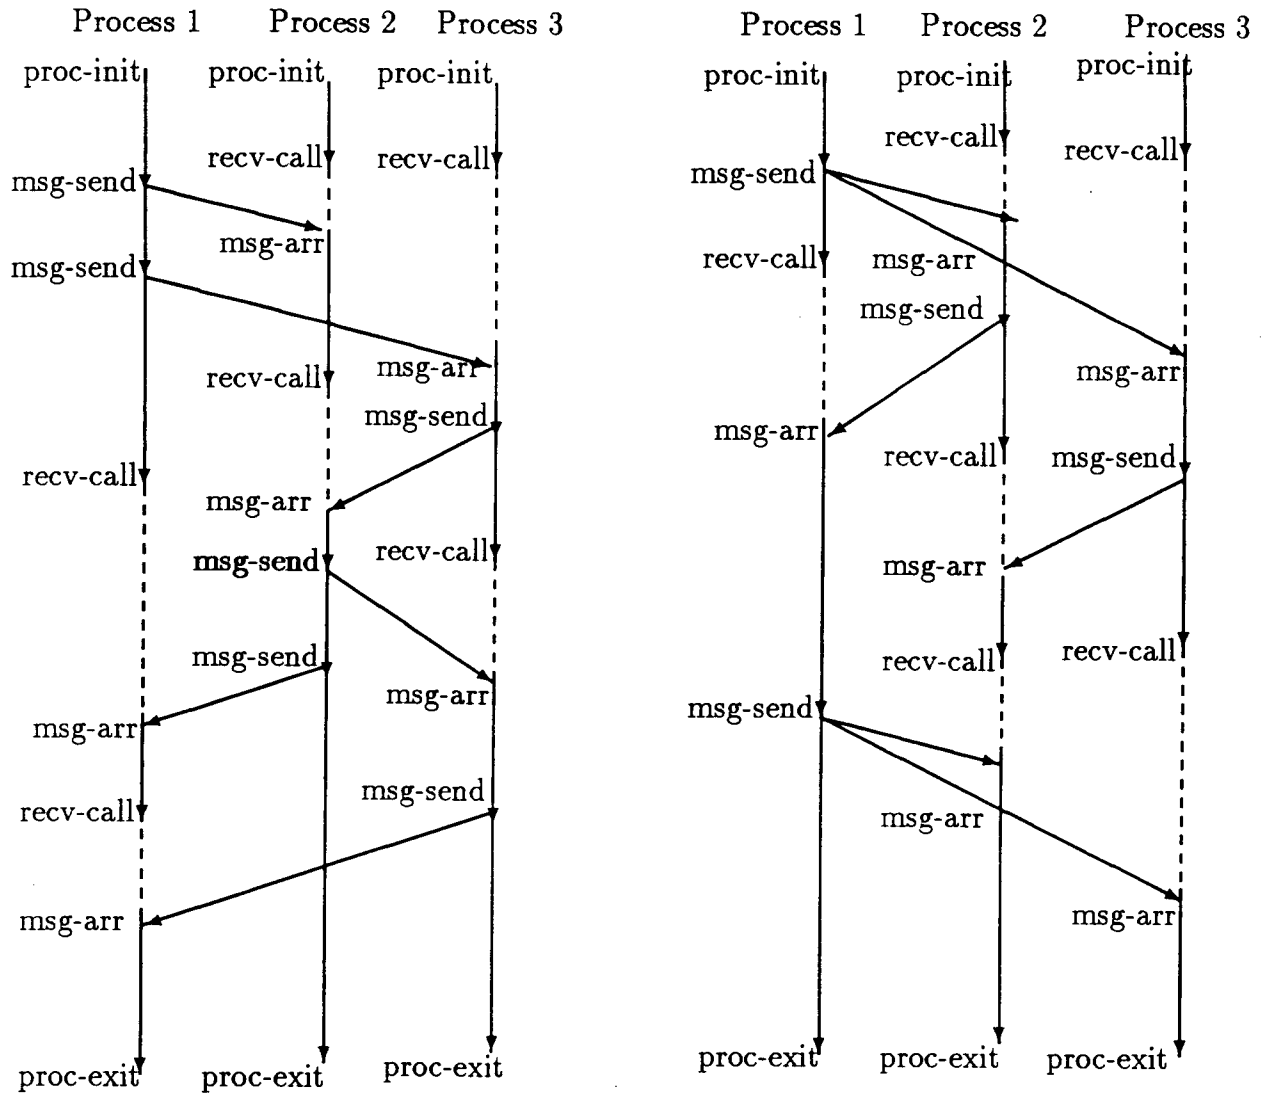 Process 1 Process 2 Process 3
proc-init proc-init proc-init
recv-call recv-call
msg-send
msg-arr
msg-send
msg-arr
recv-call
msg-send
recv-call
msg-arr
recv-call
msg-send
msg-send
msg-arr
msg-arr
msg-send
recv-call
msg-arr
proc-exit proc-exit proc-exit
Process 1 Process 2 Process 3
proc-init proc-init proc-init
recv-call
recv-call
msg-send
recv-call msg-arr
msg-send
msg-arr
msg-arr
recv-call msg-send
msg-arr
recv-call recv-call
msg-send
msg-arr
msg-arr
proc-exit proc-exit proc-exit